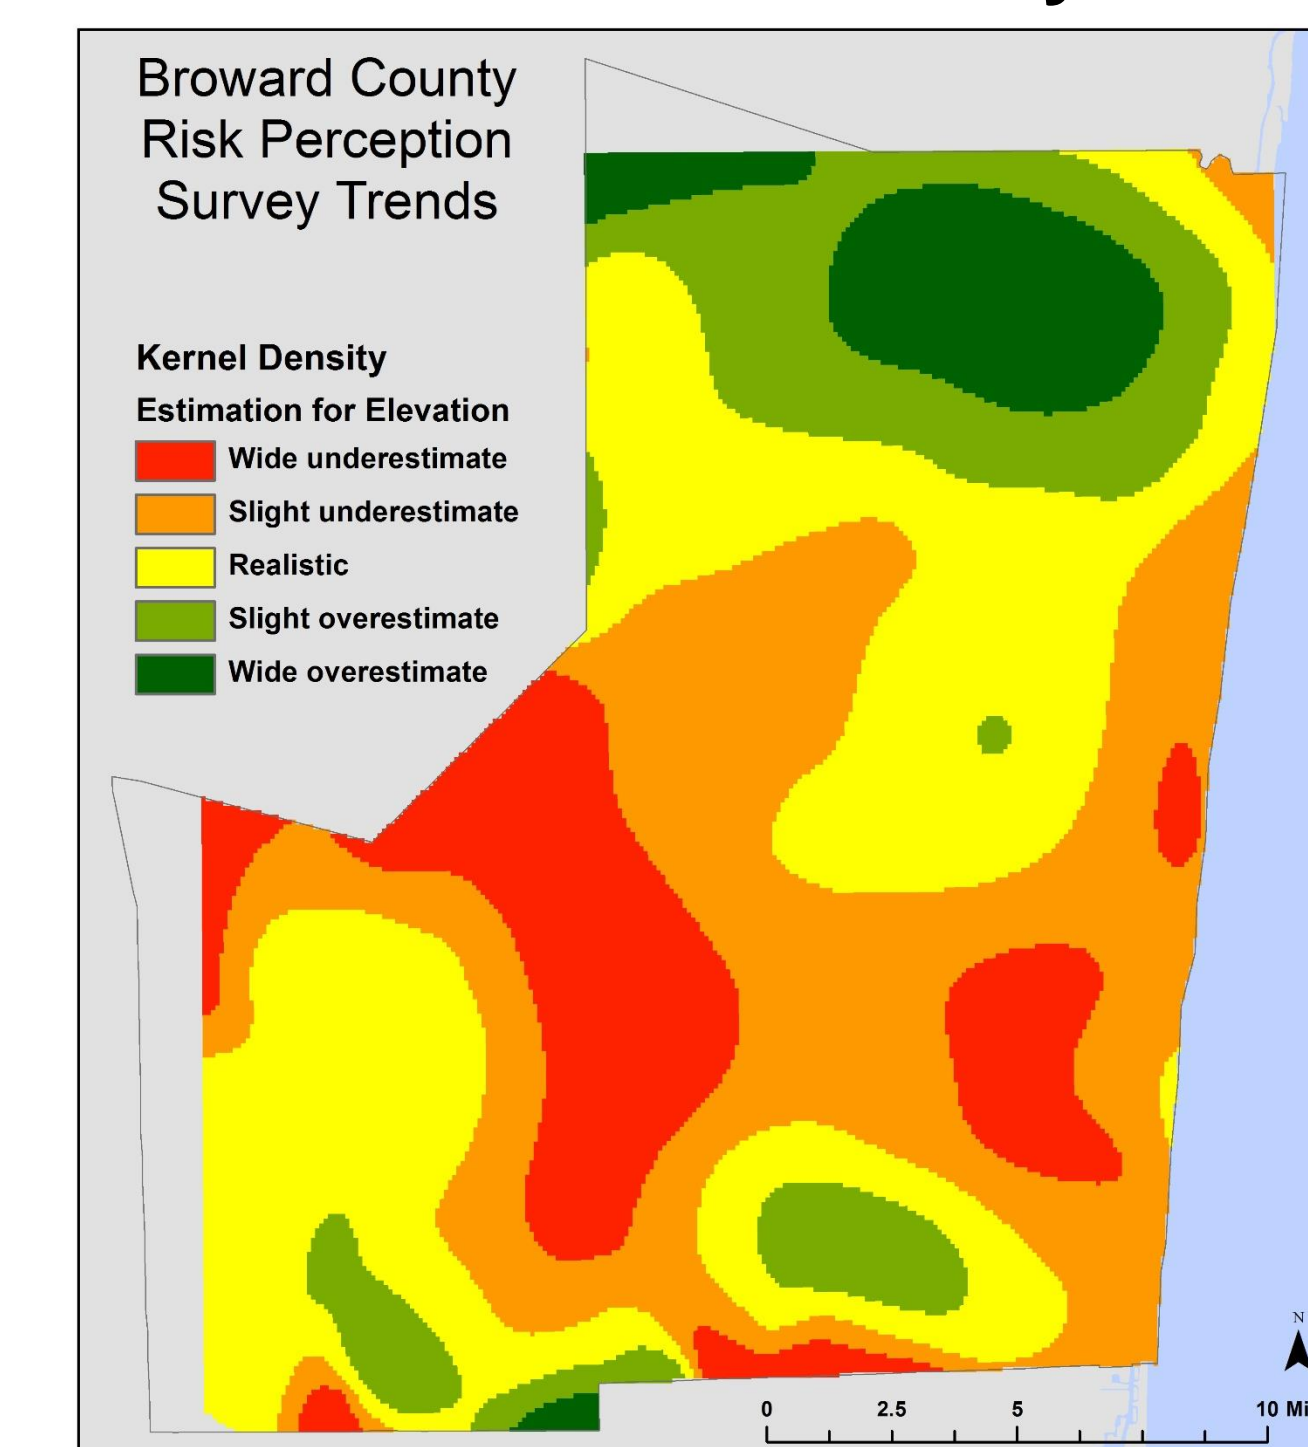 Broward County
Risk Perception
Survey Trends
Kernel Density
Estimation for Elevation
Wide underestimate
Slight underestimate
Realistic
Slight overestimate
Wide overestimate
N
0 2.5 5 10 Mi